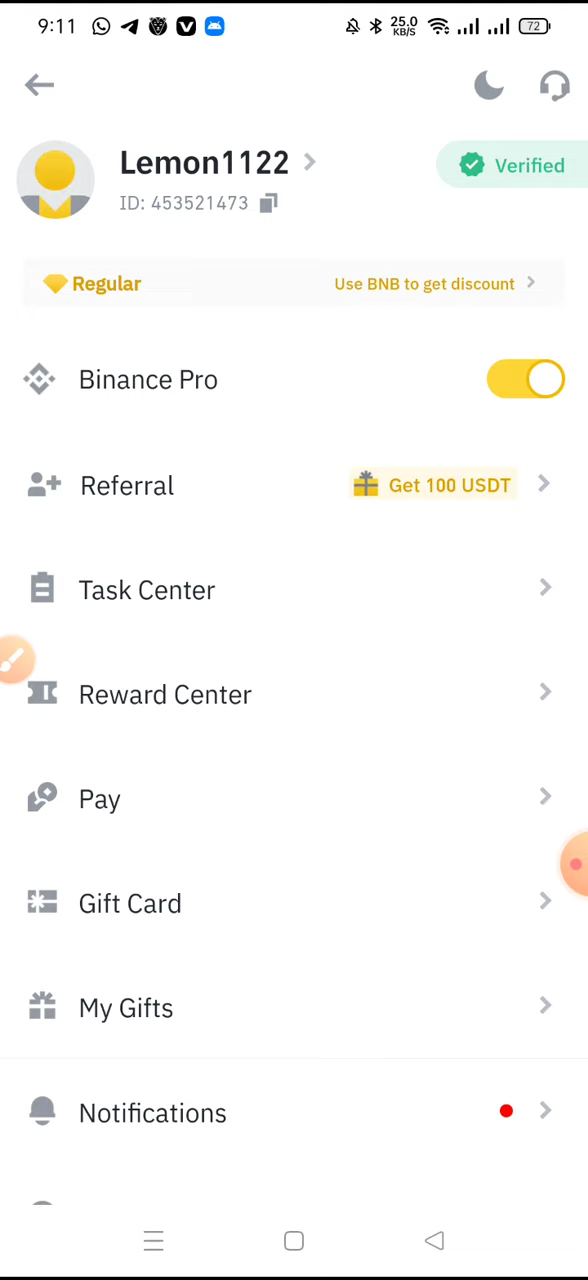 9:11 25.0 KB/S 72
Lemon1122
Verified
ID: 453521473
Regular Use BNB to get discount
Binance Pro
Referral Get 100 USDT
Task Center
Reward Center
Pay
Gift Card
My Gifts
Notifications